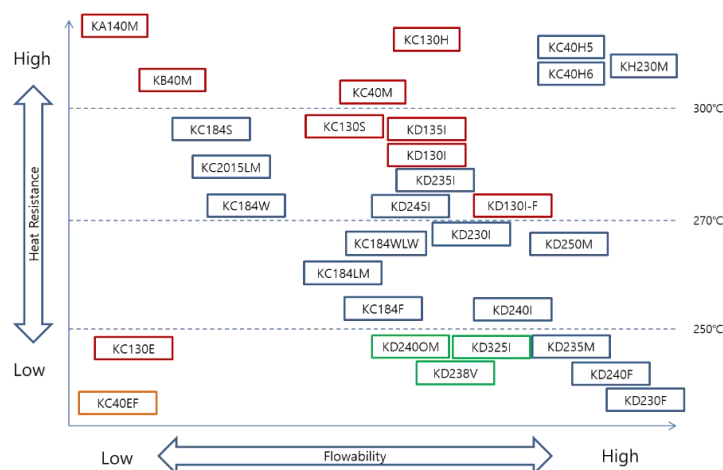 KA140M
KC130H
KC40H5
High
KH230M
KB40M
KC40H6
KC40M
300℃
KC130S
KD135I
KC184S
KD130I
KC2015LM
KD235I
KC184W
KD245I
KD130I-F
270℃
KD230I
KC184WLW
KD250M
Heat Resistance
KC184LM
KC184F
KD240I
250℃
KC130E
KD240OM
KD325I
KD235M
Low
KD238V
KD240F
KC40EF
KD230F
Low
Flowability
High